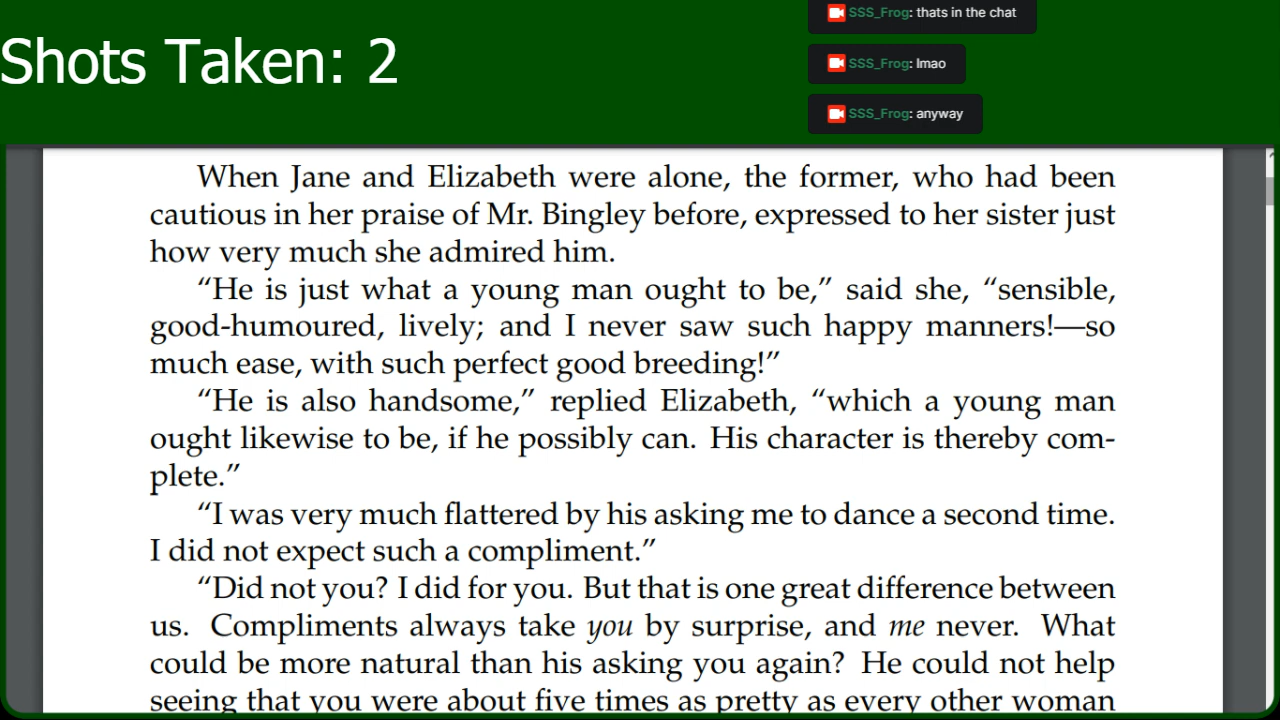 Shots Taken: 2
SSS_Frog: thats in the chat
SSS_Frog: lmao
SSS_Frog: anyway
When Jane and Elizabeth were alone, the former, who had been
cautious in her praise of Mr. Bingley before, expressed to her sister just
how very much she admired him.
“He is just what a young man ought to be,” said she, “sensible,
good-humoured, lively; and I never saw such happy manners!—so
much ease, with such perfect good breeding!”
“He is also handsome,” replied Elizabeth, “which a young man
ought likewise to be, if he possibly can. His character is thereby com-
plete.”
“I was very much flattered by his asking me to dance a second time.
I did not expect such a compliment.”
“Did not you? I did for you. But that is one great difference between
us. Compliments always take you by surprise, and me never. What
could be more natural than his asking you again? He could not help
seeing that you were about five times as pretty as every other woman